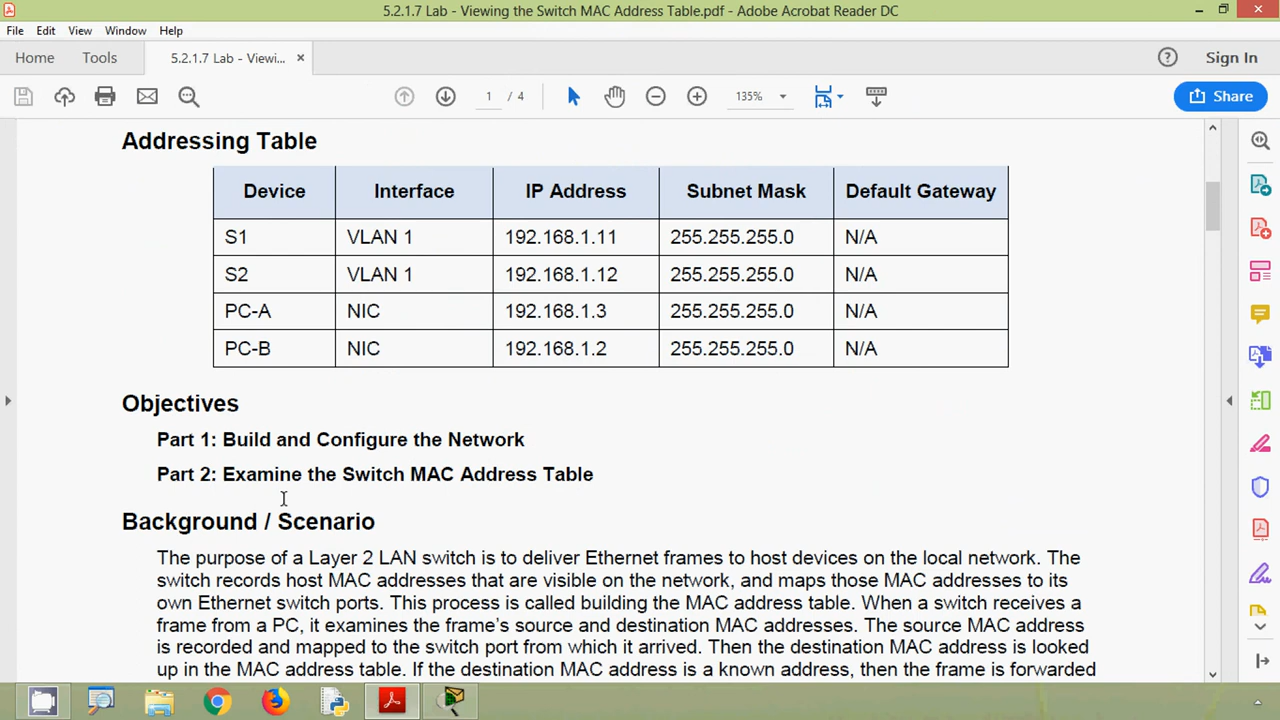 5.2.1.7 Lab - Viewing the Switch MAC Address Table.pdf - Adobe Acrobat Reader DC
File Edit View Window Help
Home Tools 5.2.1.7 Lab - Viewi... × ? Sign In
1 / 4 135% Share
Addressing Table
Device Interface IP Address Subnet Mask Default Gateway
S1 VLAN 1 192.168.1.11 255.255.255.0 N/A
S2 VLAN 1 192.168.1.12 255.255.255.0 N/A
PC-A NIC 192.168.1.3 255.255.255.0 N/A
PC-B NIC 192.168.1.2 255.255.255.0 N/A
Objectives
Part 1: Build and Configure the Network
Part 2: Examine the Switch MAC Address Table
Background / Scenario
The purpose of a Layer 2 LAN switch is to deliver Ethernet frames to host devices on the local network. The
switch records host MAC addresses that are visible on the network, and maps those MAC addresses to its
own Ethernet switch ports. This process is called building the MAC address table. When a switch receives a
frame from a PC, it examines the frame's source and destination MAC addresses. The source MAC address
is recorded and mapped to the switch port from which it arrived. Then the destination MAC address is looked
up in the MAC address table. If the destination MAC address is a known address, then the frame is forwarded